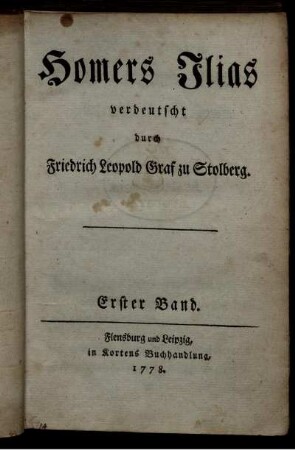 Homers Ilias
verdeutscht
durch
Friedrich Leopold Graf zu Stolberg.
Erster Band.
Flensburg und Leipzig,
in Kortens Buchhandlung,
1778.